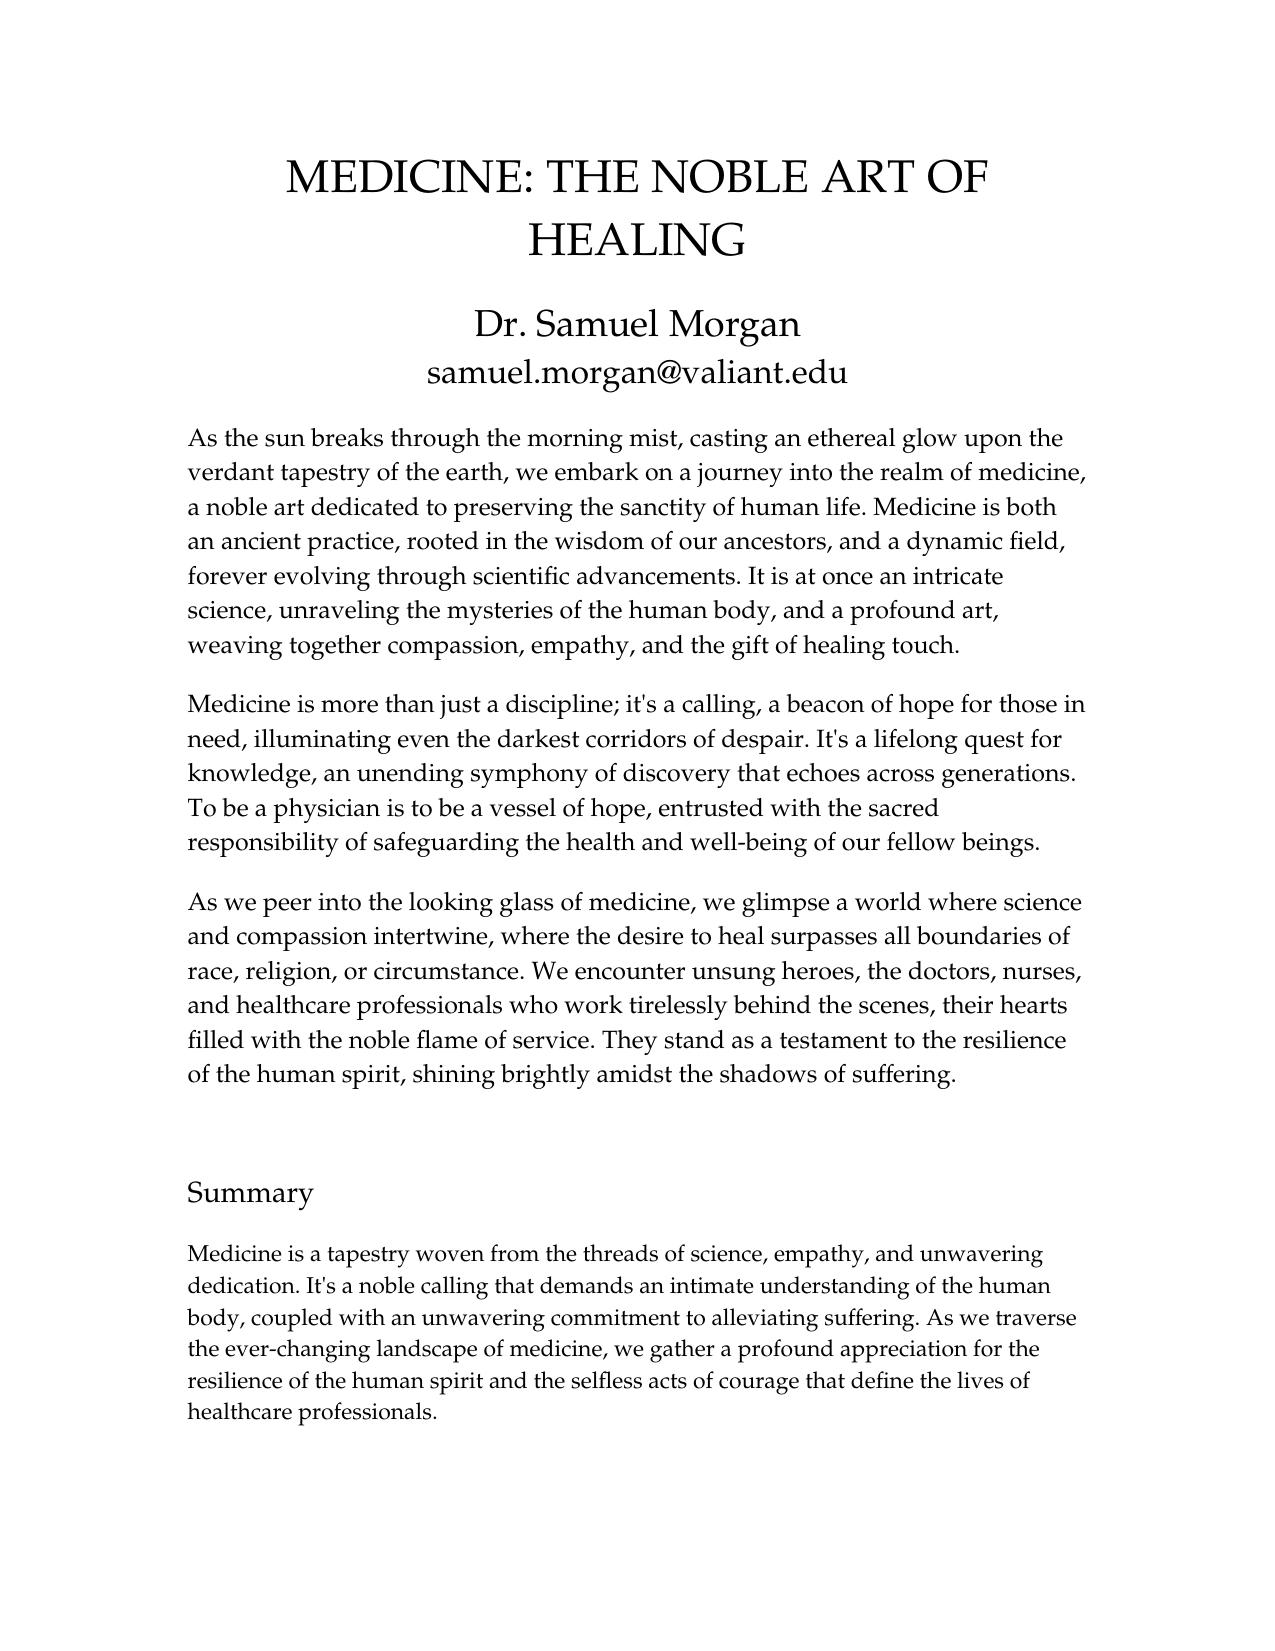 MEDICINE: THE NOBLE ART OF
HEALING
Dr. Samuel Morgan
samuel.morgan@valiant.edu
As the sun breaks through the morning mist, casting an ethereal glow upon the
verdant tapestry of the earth, we embark on a journey into the realm of medicine,
a noble art dedicated to preserving the sanctity of human life. Medicine is both
an ancient practice, rooted in the wisdom of our ancestors, and a dynamic field,
forever evolving through scientific advancements. It is at once an intricate
science, unraveling the mysteries of the human body, and a profound art,
weaving together compassion, empathy, and the gift of healing touch.
Medicine is more than just a discipline; it's a calling, a beacon of hope for those in
need, illuminating even the darkest corridors of despair. It's a lifelong quest for
knowledge, an unending symphony of discovery that echoes across generations.
To be a physician is to be a vessel of hope, entrusted with the sacred
responsibility of safeguarding the health and well-being of our fellow beings.
As we peer into the looking glass of medicine, we glimpse a world where science
and compassion intertwine, where the desire to heal surpasses all boundaries of
race, religion, or circumstance. We encounter unsung heroes, the doctors, nurses,
and healthcare professionals who work tirelessly behind the scenes, their hearts
filled with the noble flame of service. They stand as a testament to the resilience
of the human spirit, shining brightly amidst the shadows of suffering.
Summary
Medicine is a tapestry woven from the threads of science, empathy, and unwavering
dedication. It's a noble calling that demands an intimate understanding of the human
body, coupled with an unwavering commitment to alleviating suffering. As we traverse
the ever-changing landscape of medicine, we gather a profound appreciation for the
resilience of the human spirit and the selfless acts of courage that define the lives of
healthcare professionals.